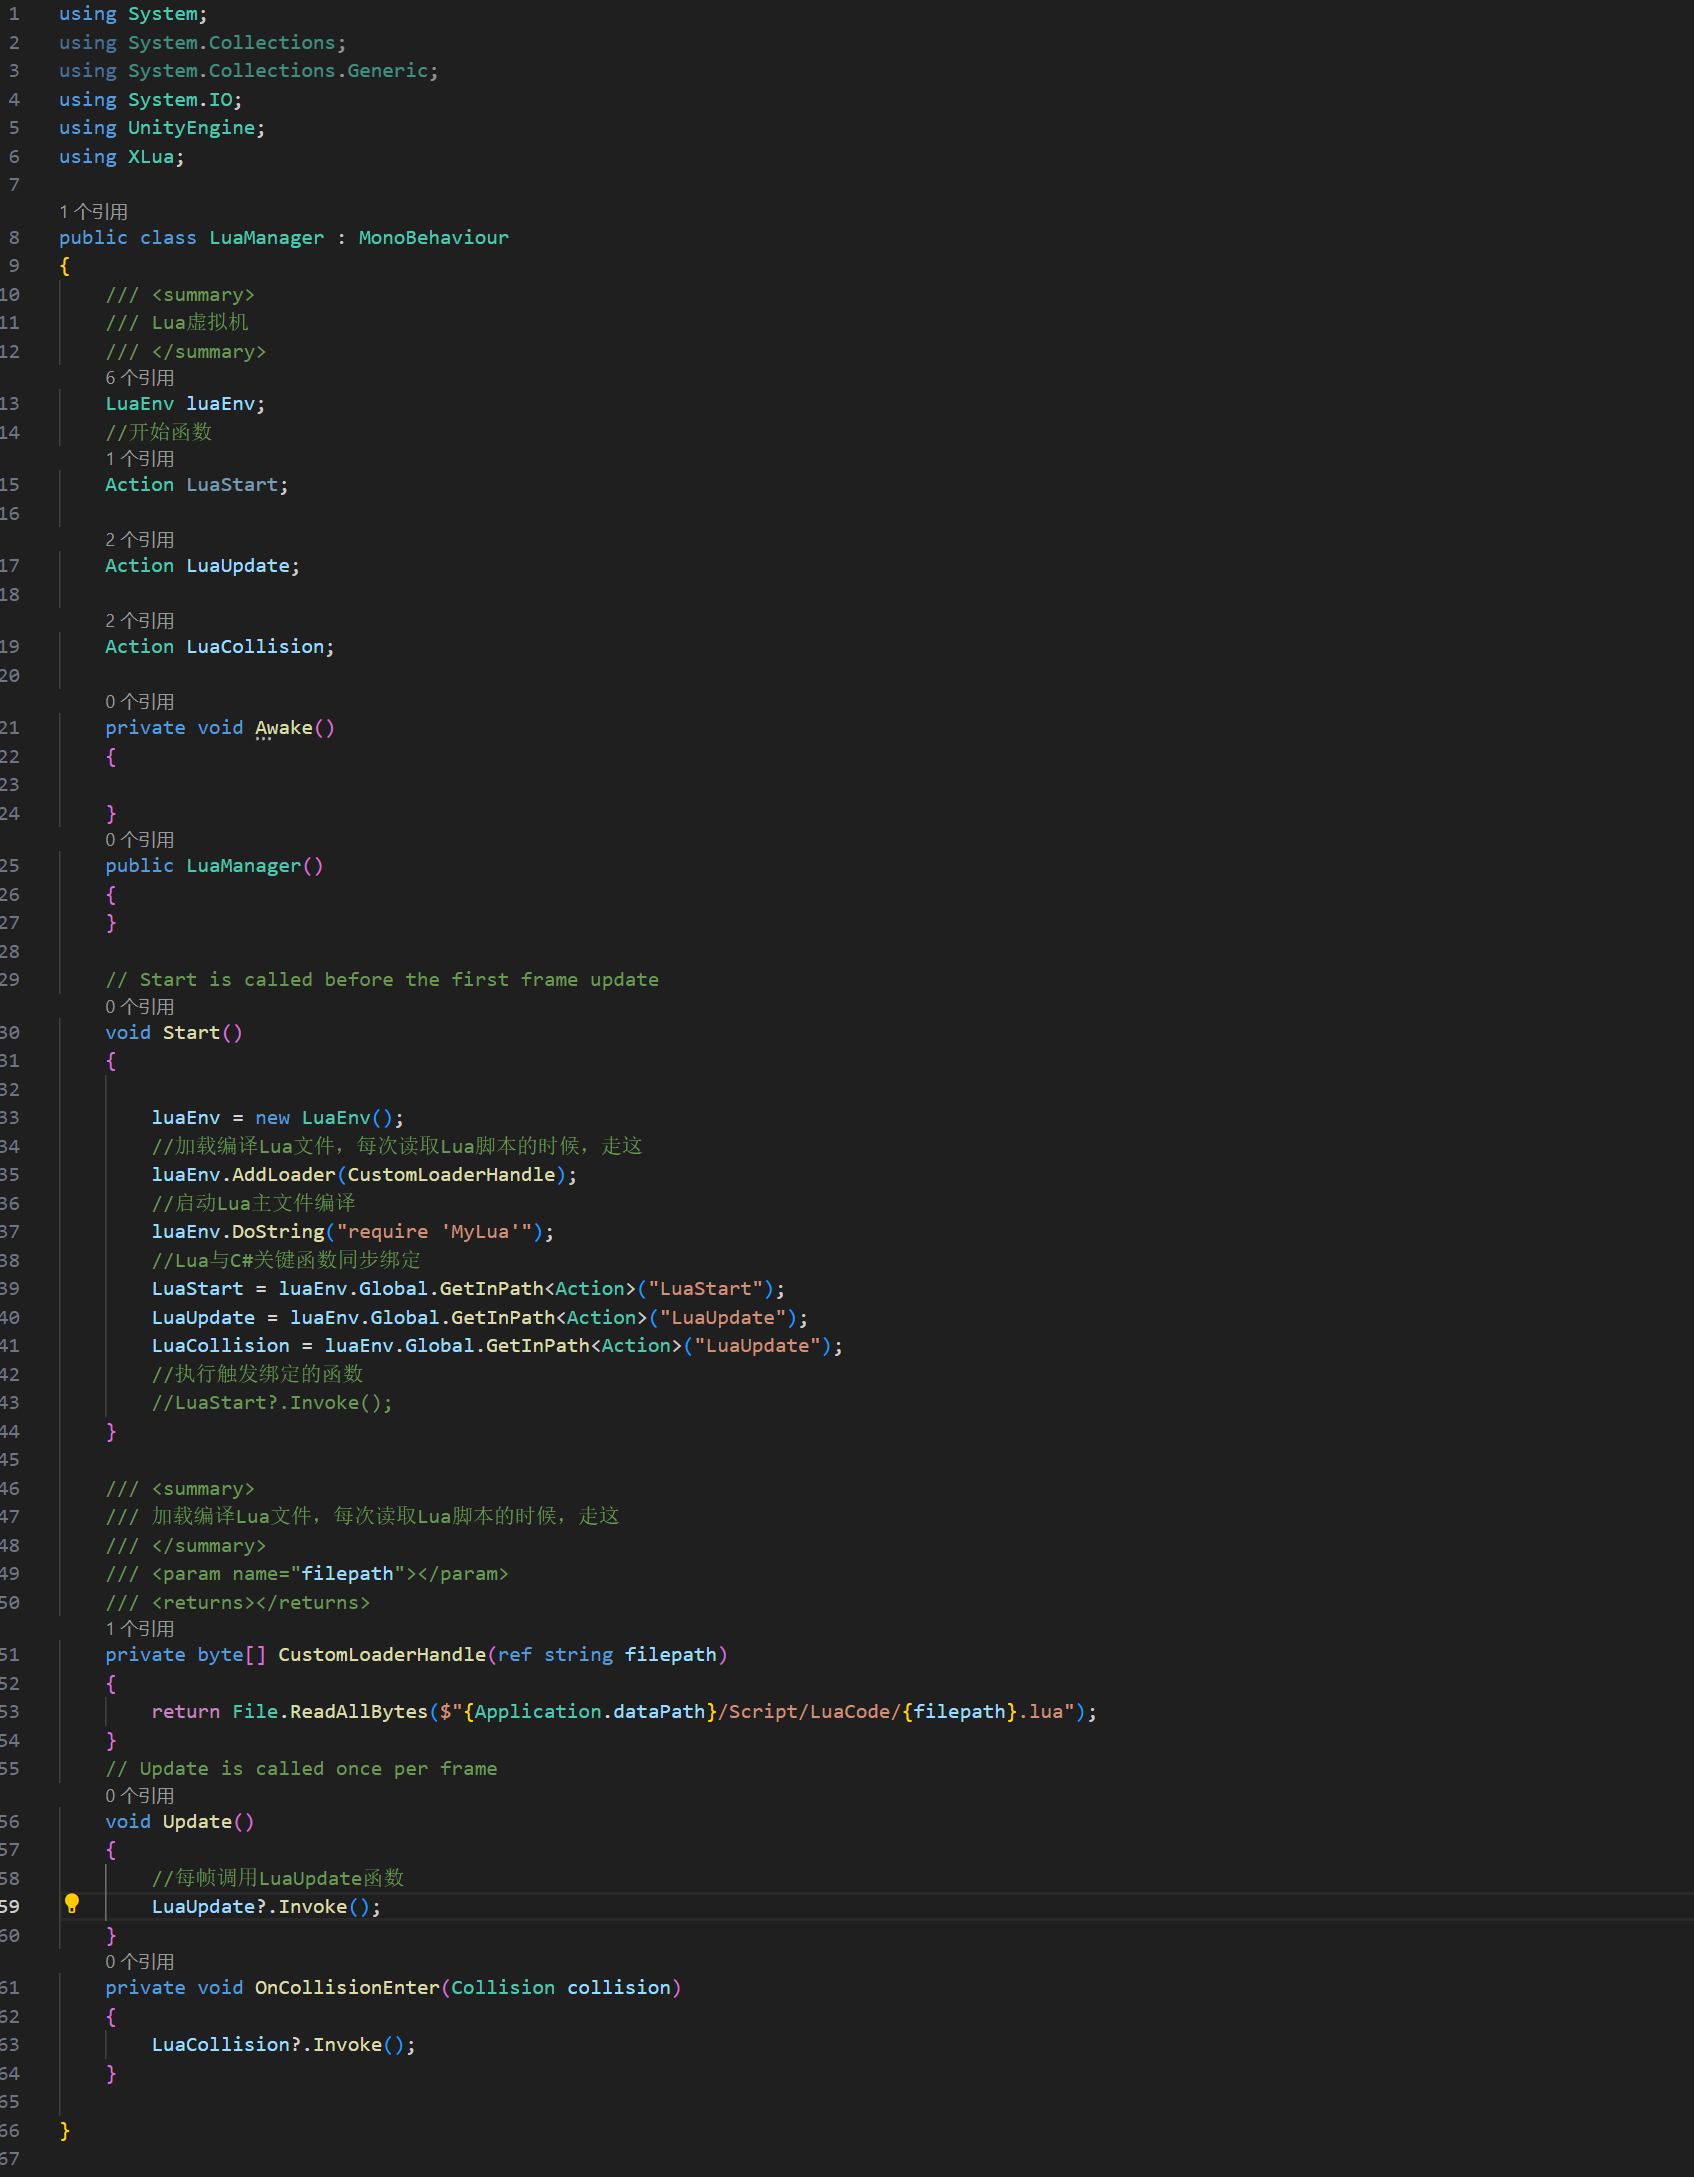 1 using System;
2 using System.Collections;
3 using System.Collections.Generic;
4 using System.IO;
5 using UnityEngine;
6 using XLua;
7
1 个引用
8 public class LuaManager : MonoBehaviour
9 {
10 /// <summary>
11 /// Lua虚拟机
12 /// </summary>
6 个引用
13 LuaEnv luaEnv;
14 //开始函数
1 个引用
15 Action LuaStart;
16
2 个引用
17 Action LuaUpdate;
18
2 个引用
19 Action LuaCollision;
20
0 个引用
21 private void Awake()
22 {
23
24 }
0 个引用
25 public LuaManager()
26 {
27 }
28
29 // Start is called before the first frame update
0 个引用
30 void Start()
31 {
32
33 luaEnv = new LuaEnv();
34 //加载编译Lua文件，每次读取Lua脚本的时候，走这
35 luaEnv.AddLoader(CustomLoaderHandle);
36 //启动Lua主文件编译
37 luaEnv.DoString("require 'MyLua'");
38 //Lua与C#关键函数同步绑定
39 LuaStart = luaEnv.Global.GetInPath<Action>("LuaStart");
40 LuaUpdate = luaEnv.Global.GetInPath<Action>("LuaUpdate");
41 LuaCollision = luaEnv.Global.GetInPath<Action>("LuaUpdate");
42 //执行触发绑定的函数
43 //LuaStart?.Invoke();
44 }
45
46 /// <summary>
47 /// 加载编译Lua文件，每次读取Lua脚本的时候，走这
48 /// </summary>
49 /// <param name="filepath"></param>
50 /// <returns></returns>
1 个引用
51 private byte[] CustomLoaderHandle(ref string filepath)
52 {
53 return File.ReadAllBytes($"{Application.dataPath}/Script/LuaCode/{filepath}.lua");
54 }
55 // Update is called once per frame
0 个引用
56 void Update()
57 {
58 //每帧调用LuaUpdate函数
59 LuaUpdate?.Invoke();
60 }
0 个引用
61 private void OnCollisionEnter(Collision collision)
62 {
63 LuaCollision?.Invoke();
64 }
65
66 }
67